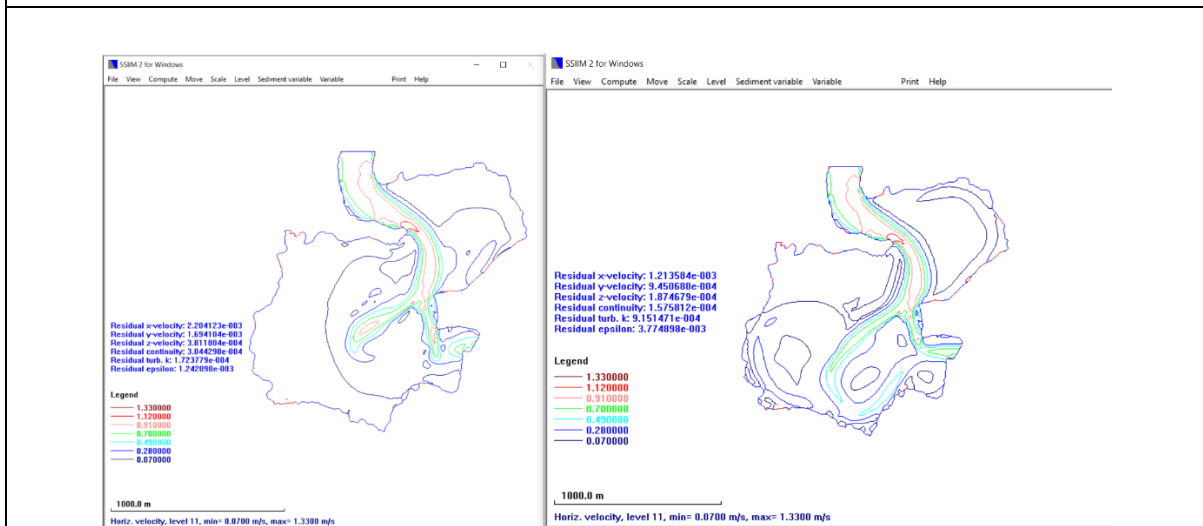 SSIIM 2 for Windows
File View Compute Move Scale Level Sediment variable Variable Print Help
Residual x-velocity: 2.204123e-003
Residual y-velocity: 1.694104e-003
Residual z-velocity: 3.811804e-004
Residual continuity: 3.044290e-004
Residual turb. k: 1.723779e-004
Residual epsilon: 1.242090e-003
Legend
1.330000
1.120000
0.910000
0.700000
0.490000
0.280000
0.070000
1000.0 m
Horiz. velocity, level 11, min= 0.0700 m/s, max= 1.3300 m/s
SSIIM 2 for Windows
File View Compute Move Scale Level Sediment variable Variable Print Help
Residual x-velocity: 1.213584e-003
Residual y-velocity: 9.450680e-004
Residual z-velocity: 1.874679e-004
Residual continuity: 1.575812e-004
Residual turb. k: 9.151471e-004
Residual epsilon: 3.774898e-003
Legend
1.330000
1.120000
0.910000
0.700000
0.490000
0.280000
0.070000
1000.0 m
Horiz. velocity, level 11, min= 0.0700 m/s, max= 1.3300 m/s